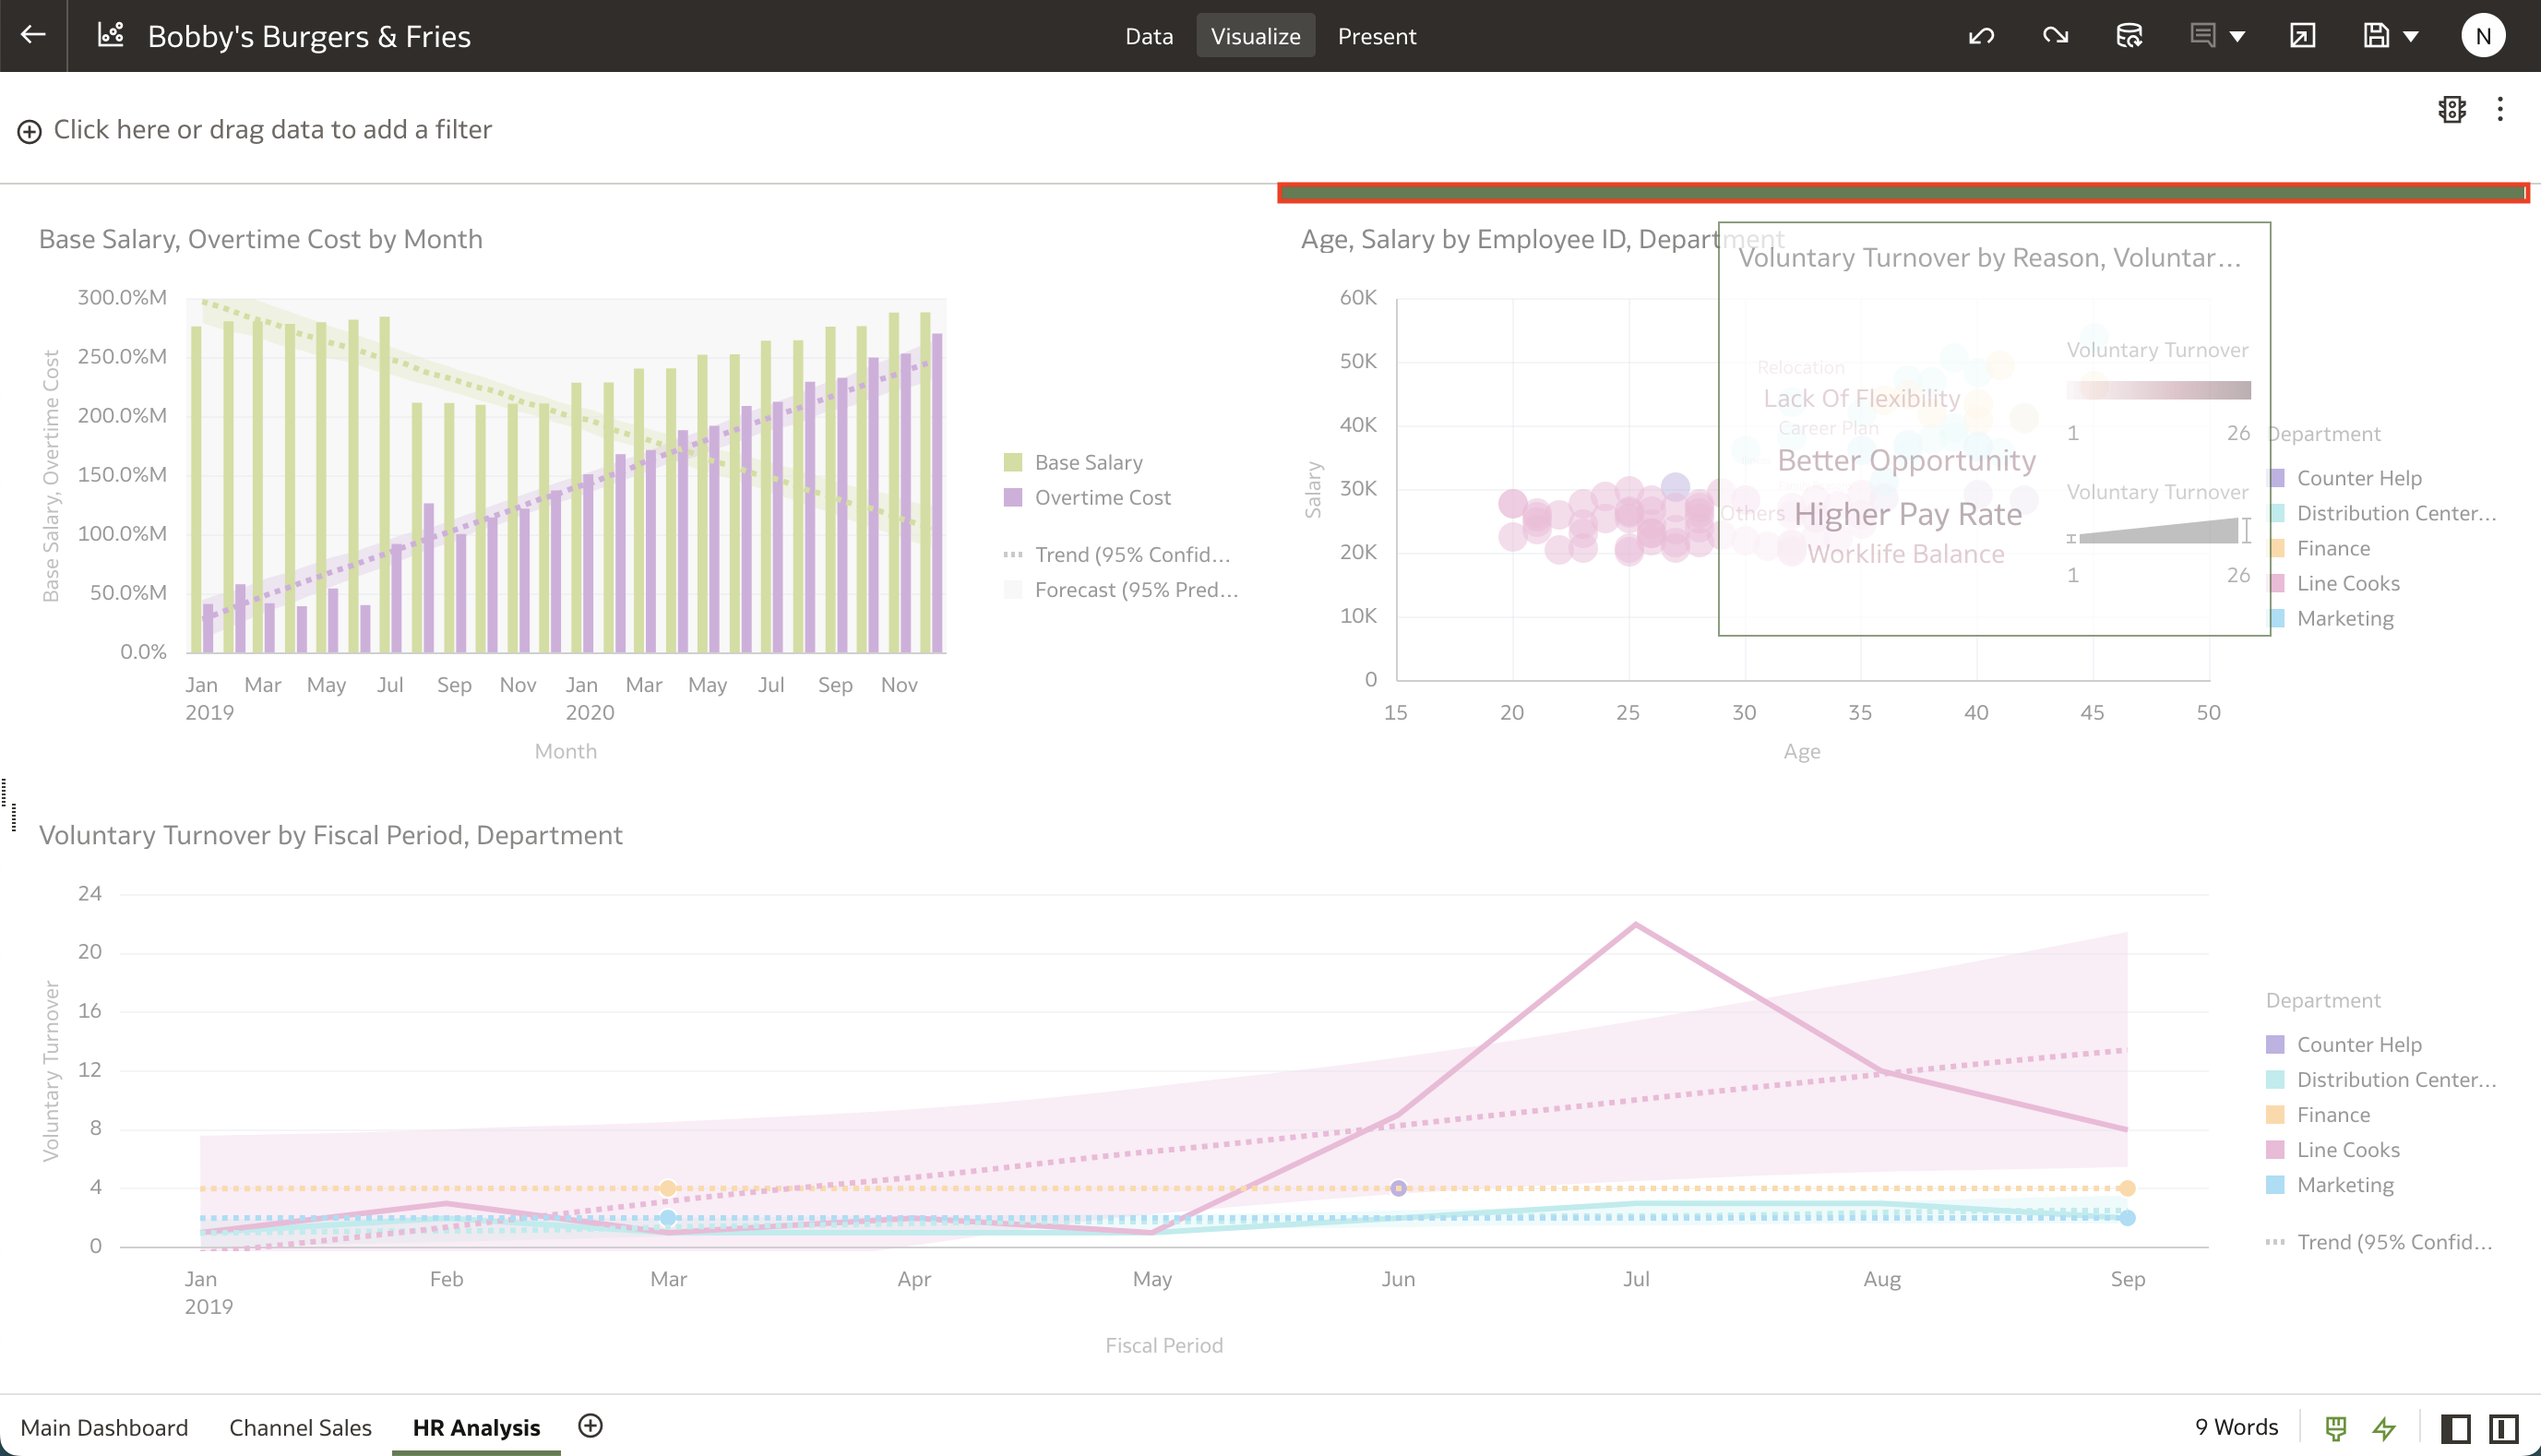 Bobby's Burgers & Fries
Data Visualize Present
N
Click here or drag data to add a filter
Base Salary, Overtime Cost by Month
Base Salary, Overtime Cost
300.0%M
250.0%M
200.0%M
150.0%M
100.0%M
50.0%M
0.0%
Jan Mar May Jul Sep Nov Jan Mar May Jul Sep Nov
2019 2020
Month
Base Salary
Overtime Cost
Trend (95% Confid...
Forecast (95% Pred...
Age, Salary by Employee ID, Department
Salary
60K
50K
40K
30K
20K
10K
0
15 20 25 30 35 40 45 50
Age
Voluntary Turnover by Reason, Voluntar...
Relocation
Lack Of Flexibility
Career Plan
Better Opportunity
Others Higher Pay Rate
Worklife Balance
Voluntary Turnover
1 26
Voluntary Turnover
1 26
Department
Counter Help
Distribution Center...
Finance
Line Cooks
Marketing
Voluntary Turnover by Fiscal Period, Department
Voluntary Turnover
24
20
16
12
8
4
0
Jan Feb Mar Apr May Jun Jul Aug Sep
2019
Fiscal Period
Department
Counter Help
Distribution Center...
Finance
Line Cooks
Marketing
Trend (95% Confid...
Main Dashboard Channel Sales HR Analysis
9 Words